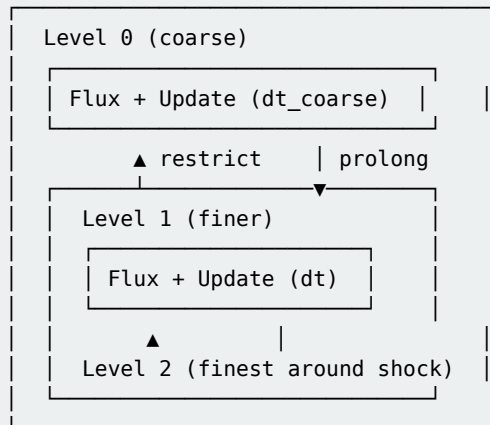 Level 0 (coarse)
Flux + Update (dt_coarse)
▲ restrict │ prolong
▼
Level 1 (finer)
Flux + Update (dt)
▲ │
Level 2 (finest around shock)